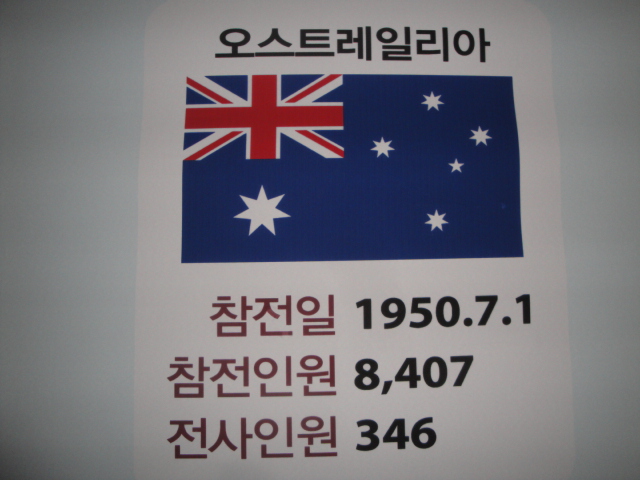 오스트레일리아
참전일 1950.7.1
참전인원 8,407
전사인원 346